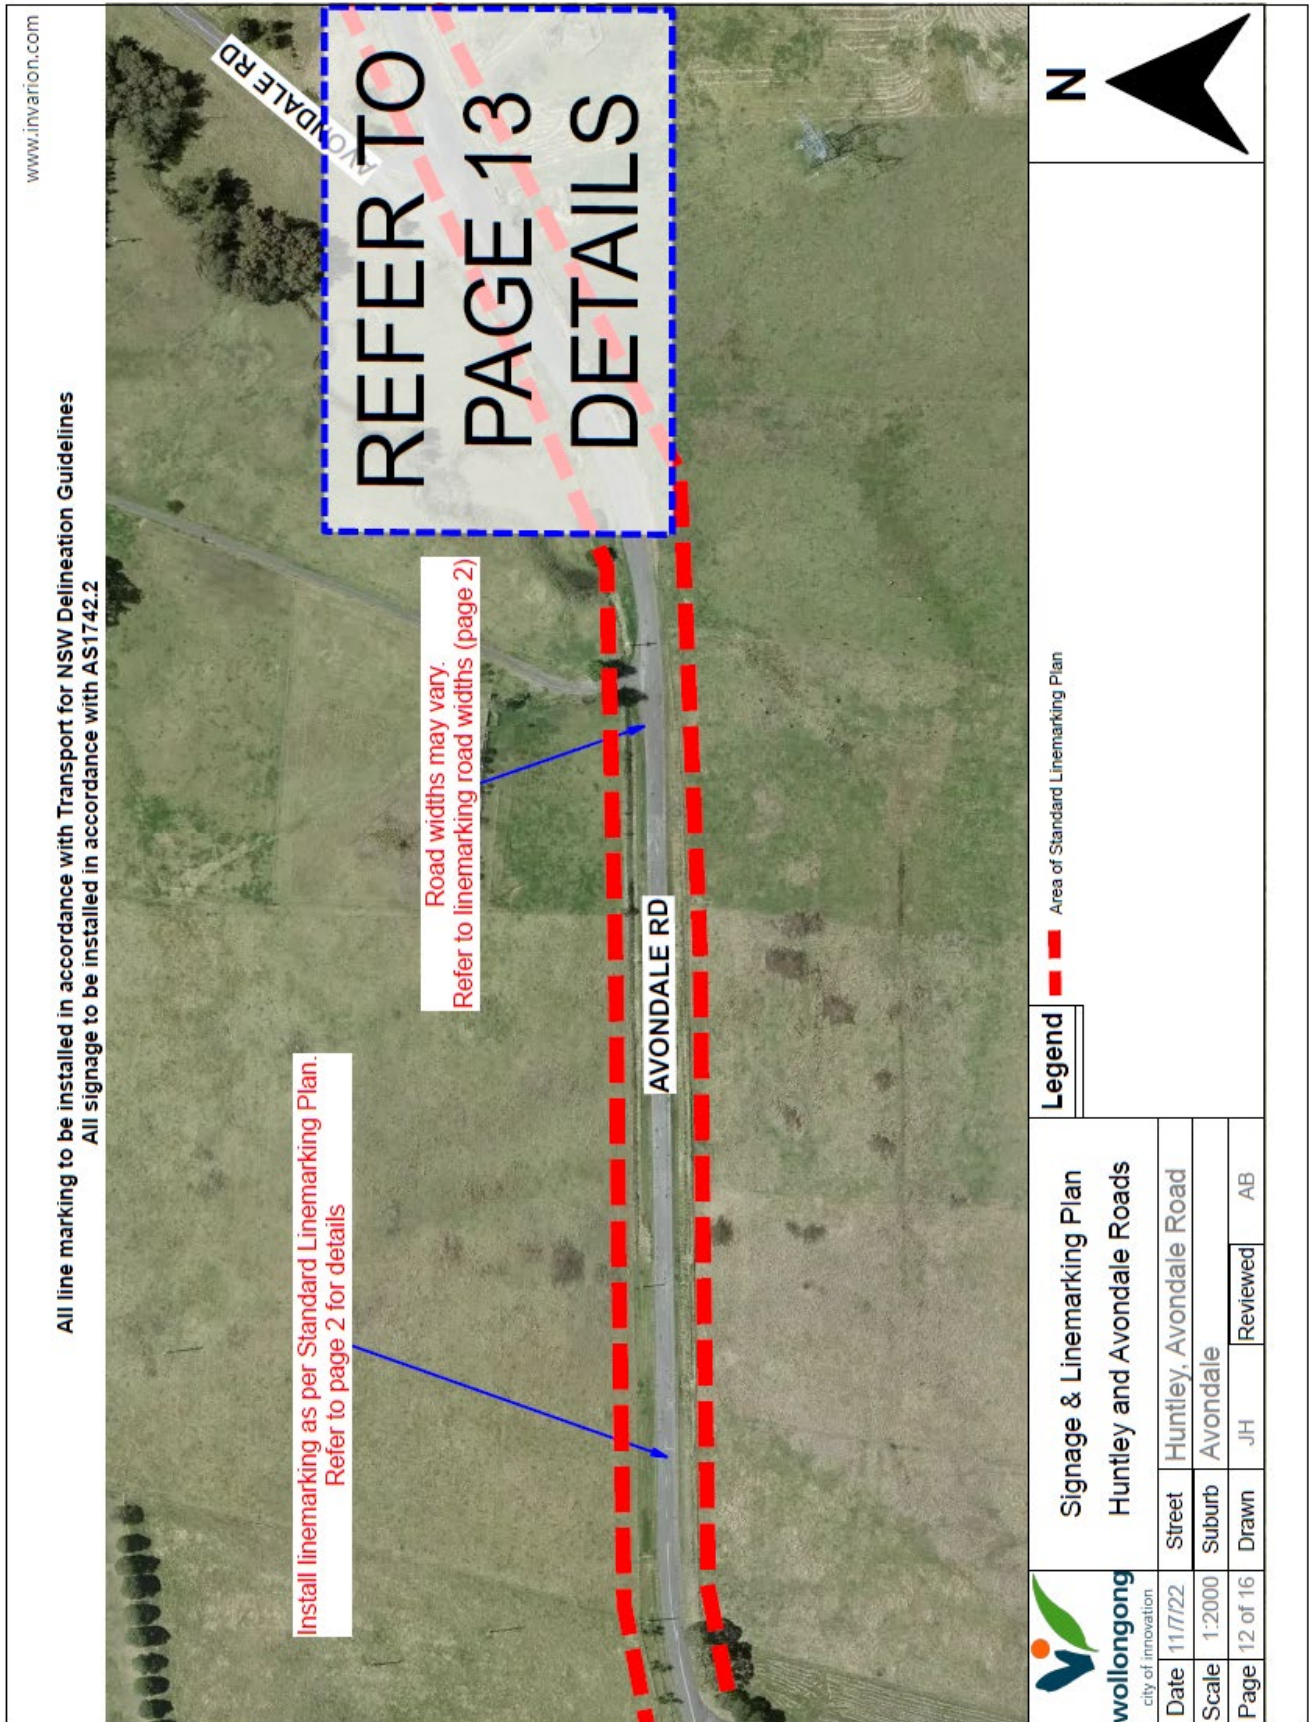 www.invarion.com
All line marking to be installed in accordance with Transport for NSW Delineation Guidelines
All signage to be installed in accordance with AS1742.2
AVONDALE RD
REFER TO
PAGE 13
DETAILS
Install linemarking as per Standard Linemarking Plan.
Refer to page 2 for details
Road widths may vary.
Refer to linemarking road widths (page 2)
AVONDALE RD
wollongong
city of innovation
Signage & Linemarking Plan
Huntley and Avondale Roads
Date 11/7/22 Street Huntley, Avondale Road
Scale 1:2000 Suburb Avondale
Page 12 of 16 Drawn JH Reviewed AB
Legend
Area of Standard Linemarking Plan
N